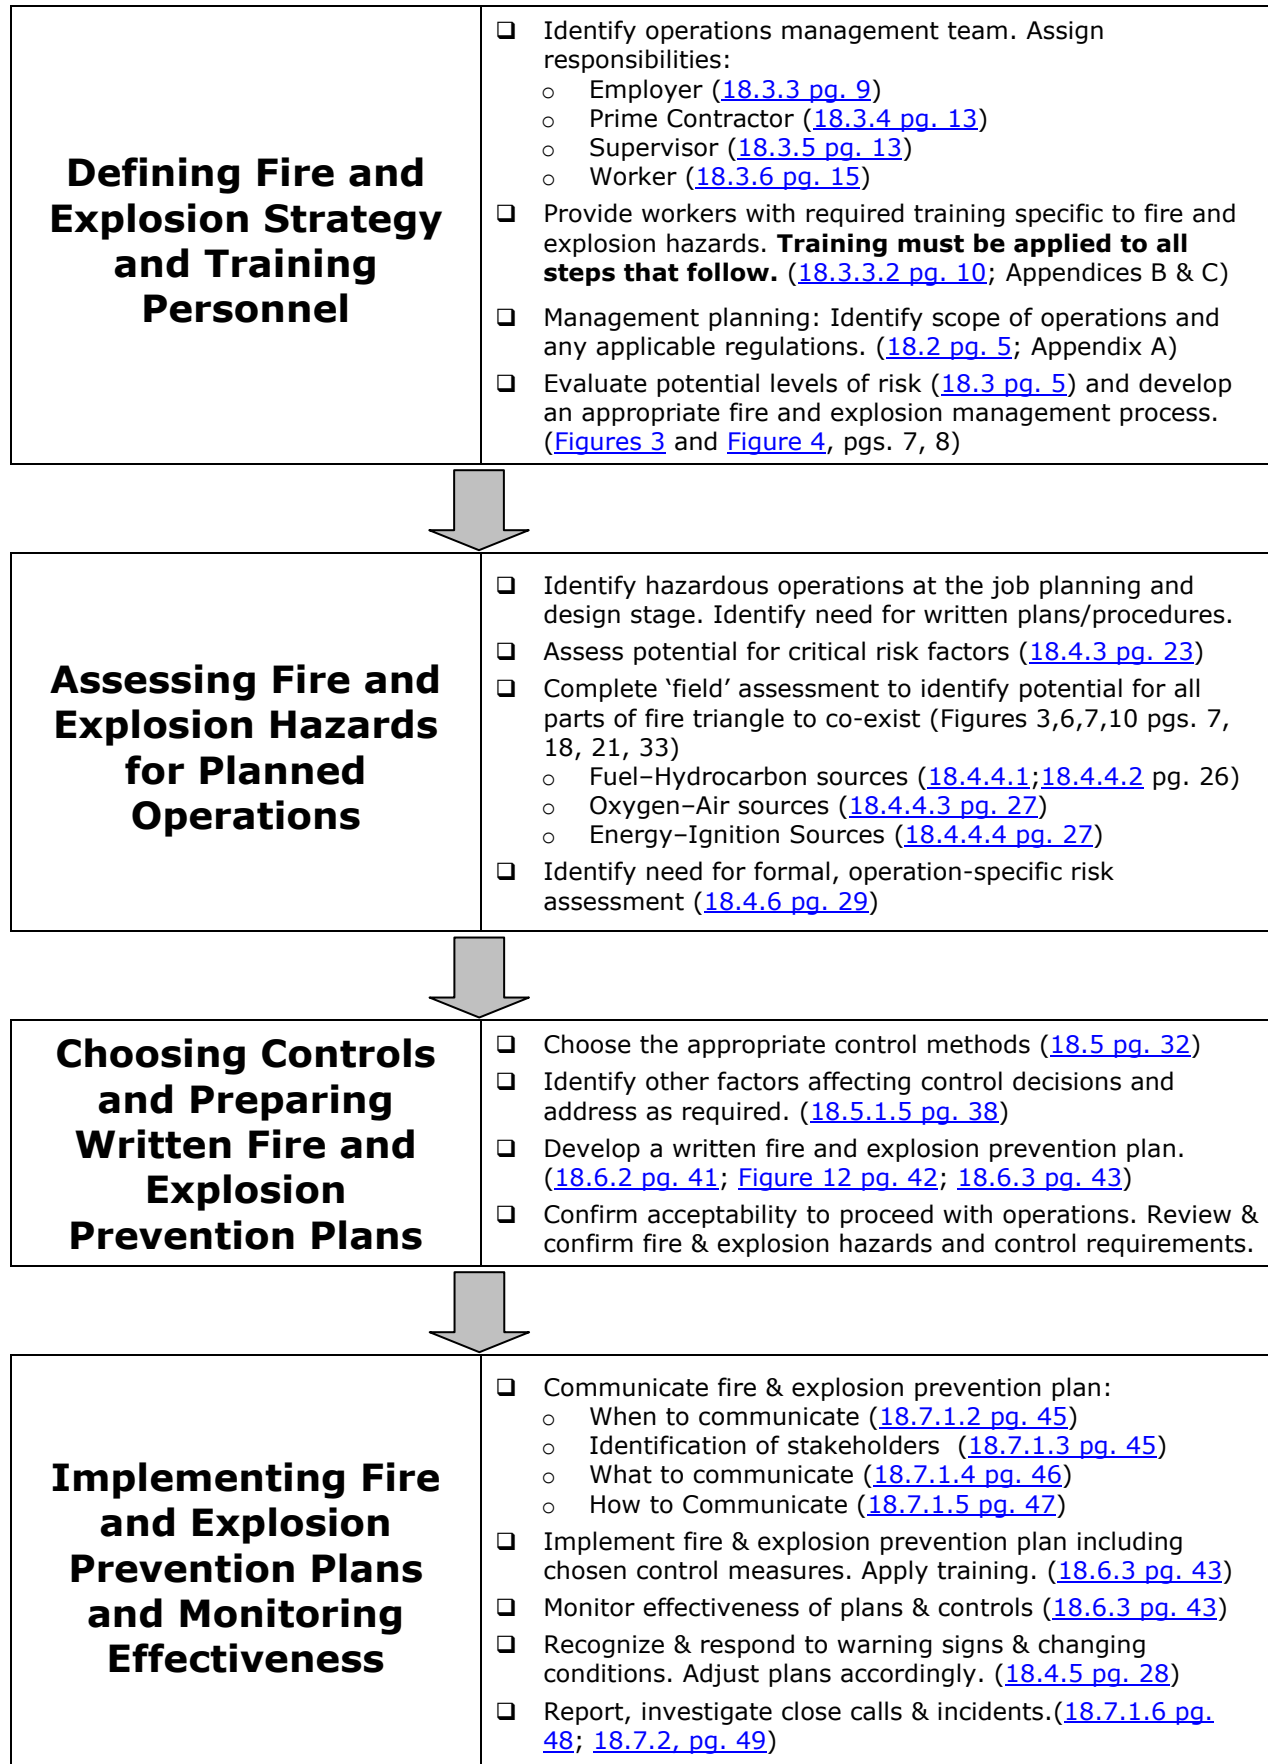 Defining Fire and
Explosion Strategy
and Training
Personnel
❑ Identify operations management team. Assign
responsibilities:
o Employer (18.3.3 pg. 9)
o Prime Contractor (18.3.4 pg. 13)
o Supervisor (18.3.5 pg. 13)
o Worker (18.3.6 pg. 15)
❑ Provide workers with required training specific to fire and
explosion hazards. Training must be applied to all
steps that follow. (18.3.3.2 pg. 10; Appendices B & C)
❑ Management planning: Identify scope of operations and
any applicable regulations. (18.2 pg. 5; Appendix A)
❑ Evaluate potential levels of risk (18.3 pg. 5) and develop
an appropriate fire and explosion management process.
(Figures 3 and Figure 4, pgs. 7, 8)
Assessing Fire and
Explosion Hazards
for Planned
Operations
❑ Identify hazardous operations at the job planning and
design stage. Identify need for written plans/procedures.
❑ Assess potential for critical risk factors (18.4.3 pg. 23)
❑ Complete ‘field’ assessment to identify potential for all
parts of fire triangle to co-exist (Figures 3,6,7,10 pgs. 7,
18, 21, 33)
o Fuel–Hydrocarbon sources (18.4.4.1;18.4.4.2 pg. 26)
o Oxygen–Air sources (18.4.4.3 pg. 27)
o Energy–Ignition Sources (18.4.4.4 pg. 27)
❑ Identify need for formal, operation-specific risk
assessment (18.4.6 pg. 29)
Choosing Controls
and Preparing
Written Fire and
Explosion
Prevention Plans
❑ Choose the appropriate control methods (18.5 pg. 32)
❑ Identify other factors affecting control decisions and
address as required. (18.5.1.5 pg. 38)
❑ Develop a written fire and explosion prevention plan.
(18.6.2 pg. 41; Figure 12 pg. 42; 18.6.3 pg. 43)
❑ Confirm acceptability to proceed with operations. Review &
confirm fire & explosion hazards and control requirements.
Implementing Fire
and Explosion
Prevention Plans
and Monitoring
Effectiveness
❑ Communicate fire & explosion prevention plan:
o When to communicate (18.7.1.2 pg. 45)
o Identification of stakeholders (18.7.1.3 pg. 45)
o What to communicate (18.7.1.4 pg. 46)
o How to Communicate (18.7.1.5 pg. 47)
❑ Implement fire & explosion prevention plan including
chosen control measures. Apply training. (18.6.3 pg. 43)
❑ Monitor effectiveness of plans & controls (18.6.3 pg. 43)
❑ Recognize & respond to warning signs & changing
conditions. Adjust plans accordingly. (18.4.5 pg. 28)
❑ Report, investigate close calls & incidents.(18.7.1.6 pg.
48; 18.7.2, pg. 49)